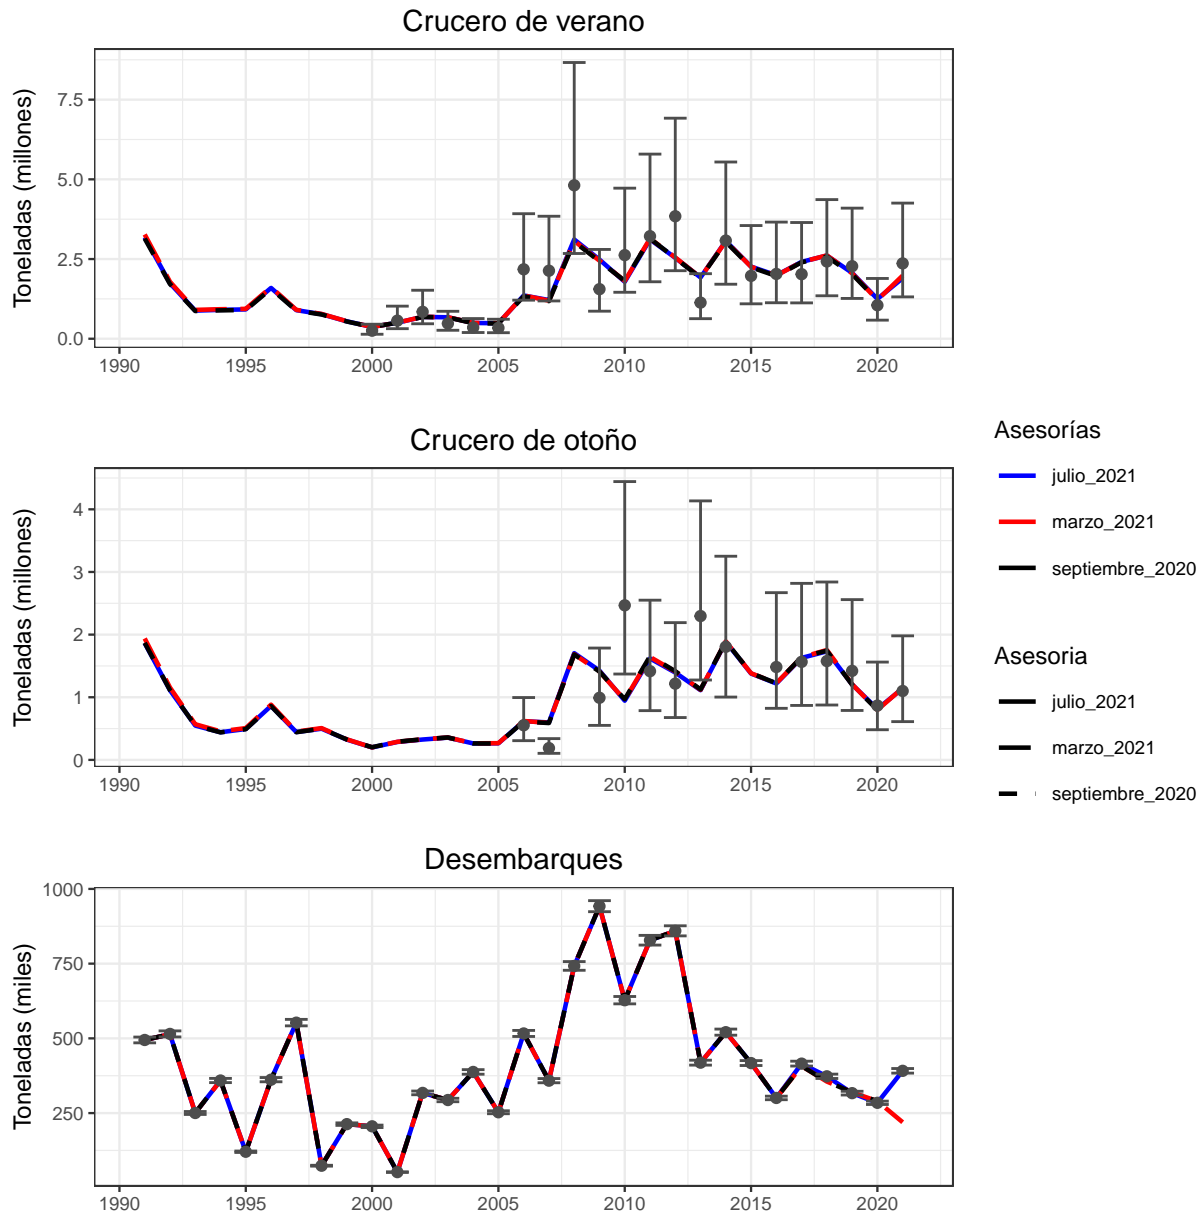 Crucero de verano
Toneladas (millones)
7.5
5.0
2.5
0.0
1990 1995 2000 2005 2010 2015 2020
Crucero de otoño
Toneladas (millones)
4
3
2
1
0
1990 1995 2000 2005 2010 2015 2020
Asesorías
julio_2021
marzo_2021
septiembre_2020
Asesoria
julio_2021
marzo_2021
septiembre_2020
Desembarques
Toneladas (miles)
1000
750
500
250
1990 1995 2000 2005 2010 2015 2020